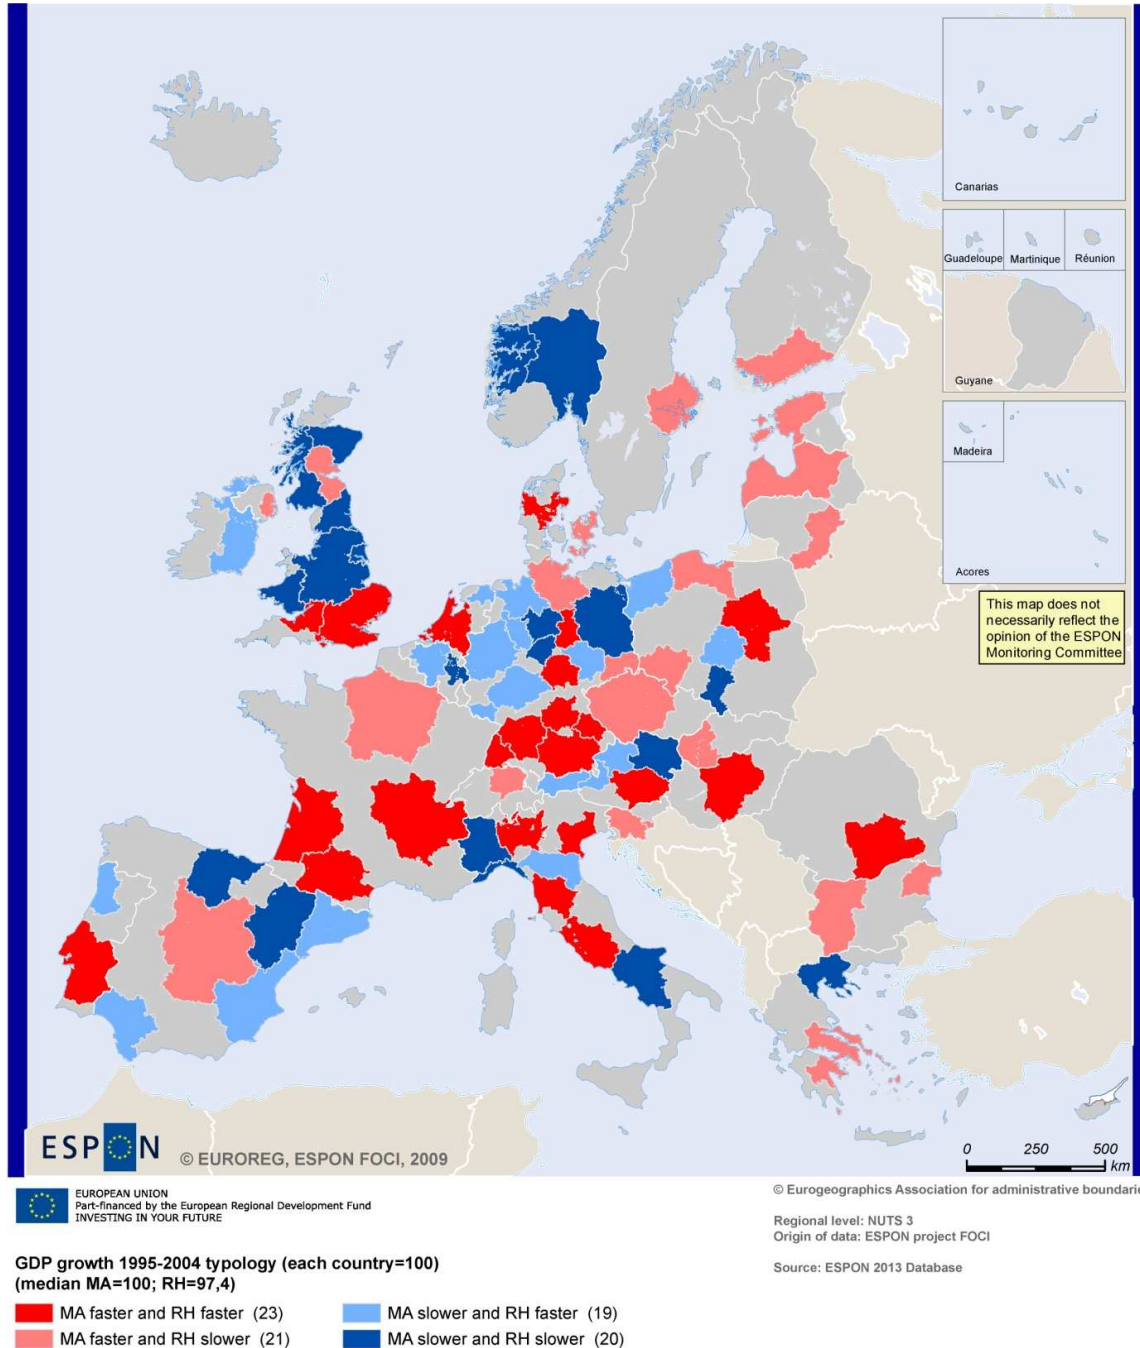 Canarias
Guadeloupe
Martinique
Réunion
Guyane
Madeira
Acores
This map does not
necessarily reflect the
opinion of the ESPON
Monitoring Committee
ESPON
© EUROREG, ESPON FOCI, 2009
0 250 500
km
EUROPEAN UNION
Part-financed by the European Regional Development Fund
INVESTING IN YOUR FUTURE
© Eurogeographics Association for administrative boundarie
Regional level: NUTS 3
Origin of data: ESPON project FOCI
Source: ESPON 2013 Database
GDP growth 1995-2004 typology (each country=100)
(median MA=100; RH=97,4)
MA faster and RH faster (23)
MA slower and RH faster (19)
MA faster and RH slower (21)
MA slower and RH slower (20)